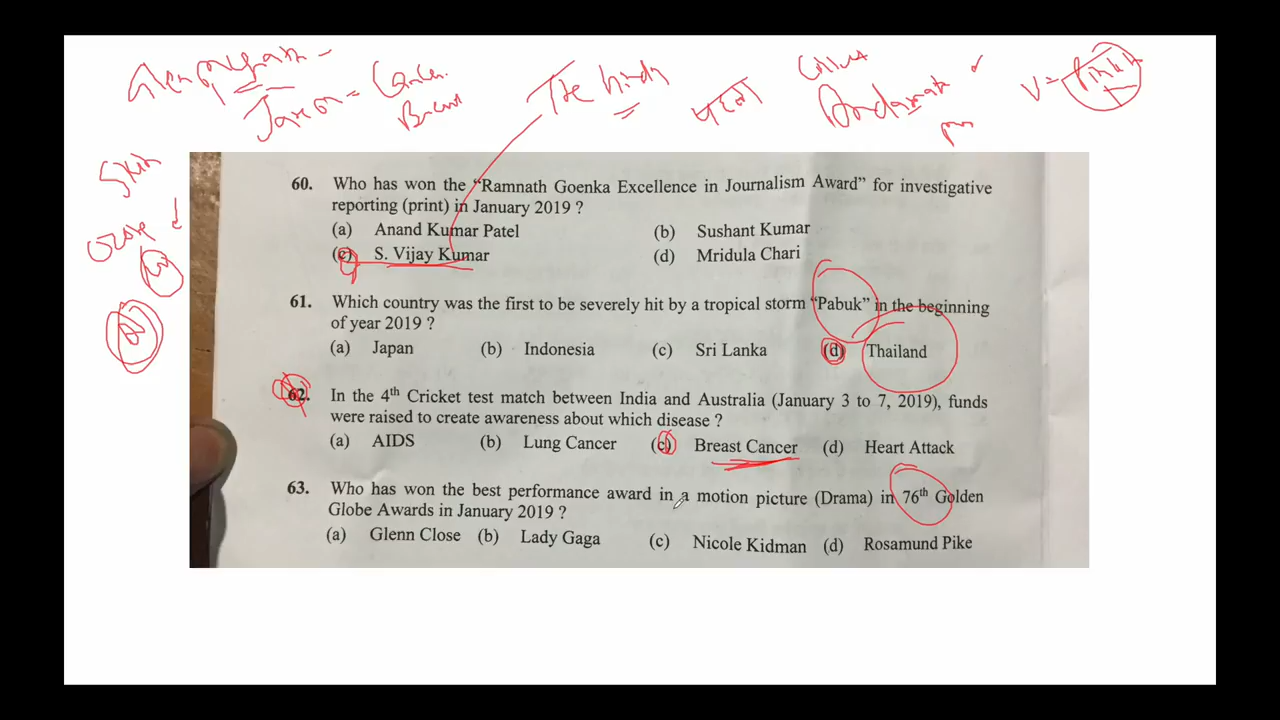 The hindu
V =
Skin
60. Who has won the “Ramnath Goenka Excellence in Journalism Award” for investigative
reporting (print) in January 2019 ?
(a) Anand Kumar Patel (b) Sushant Kumar
(c) S. Vijay Kumar (d) Mridula Chari
61. Which country was the first to be severely hit by a tropical storm “Pabuk” in the beginning
of year 2019 ?
(a) Japan (b) Indonesia (c) Sri Lanka (d) Thailand
62. In the 4th Cricket test match between India and Australia (January 3 to 7, 2019), funds
were raised to create awareness about which disease ?
(a) AIDS (b) Lung Cancer (c) Breast Cancer (d) Heart Attack
63. Who has won the best performance award in a motion picture (Drama) in 76th Golden
Globe Awards in January 2019 ?
(a) Glenn Close (b) Lady Gaga (c) Nicole Kidman (d) Rosamund Pike